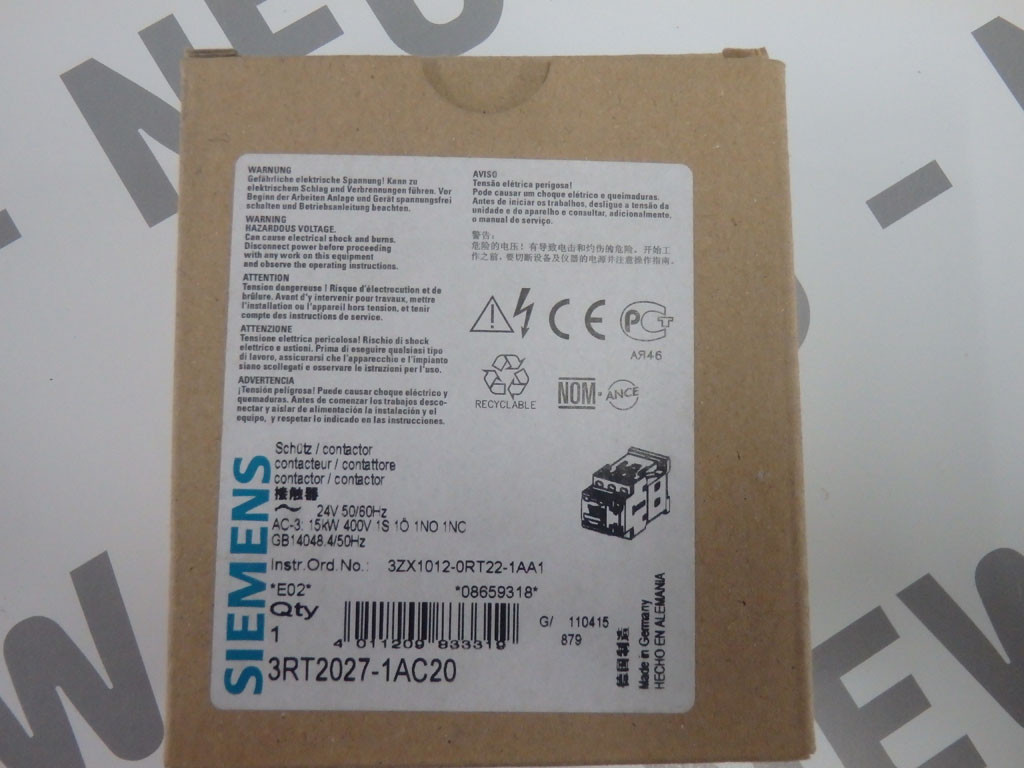 WARNUNG
Gefährliche elektrische Spannung! Kann zu
elektrischem Schlag und Verbrennungen führen. Vor
Beginn der Arbeiten Anlage und Gerät spannungsfrei
schalten und Betriebsanleitung beachten.
WARNING
HAZARDOUS VOLTAGE.
Can cause electrical shock and burns.
Disconnect power before proceeding
with any work on this equipment
and observe the operating instructions.
ATTENTION
Tension dangereuse ! Risque d'électrocution et de
brûlure. Avant d'y intervenir pour travaux, mettre
l'installation ou l'appareil hors tension, et tenir
compte des instructions de service.
ATTENZIONE
Tensione elettrica pericolosa! Rischio di shock
elettrico e ustioni. Prima di eseguire qualsiasi tipo
di lavoro, assicurarsi che l'apparecchio e l'impianto
siano scollegati e osservare le istruzioni per l'uso.
ADVERTENCIA
¡Tensión peligrosa! Puede causar choque eléctrico y
quemaduras. Antes de comenzar los trabajos desco-
nectar y aislar de alimentación la instalación y el
equipo, y respetar lo indicado en las instrucciones.
AVISO
Tensão elétrica perigosa!
Pode causar um choque elétrico e queimaduras.
Antes de iniciar os trabalhos, desligue a tensão da
unidade e do aparelho e consultar, adicionalmente,
o manual do serviço.
警告:
危险的电压! 有导致电击和灼伤的危险. 开始工
作之前, 要切断设备及仪器的电源并注意操作指南.
CE
РСТ
АЯ46
RECYCLABLE
NOM-ANCE
SIEMENS
Schütz / contactor
contacteur / contattore
contactor / contactor
接触器
~ 24V 50/60Hz
AC-3: 15kW 400V 1S 1Ö 1NO 1NC
GB14048.4/50Hz
Instr.Ord.No.: 3ZX1012-0RT22-1AA1
*E02* *08659318*
Qty
1
4 011209 833319
G/ 110415
879
3RT2027-1AC20
德国制造
Made in Germany
HECHO EN ALEMANIA